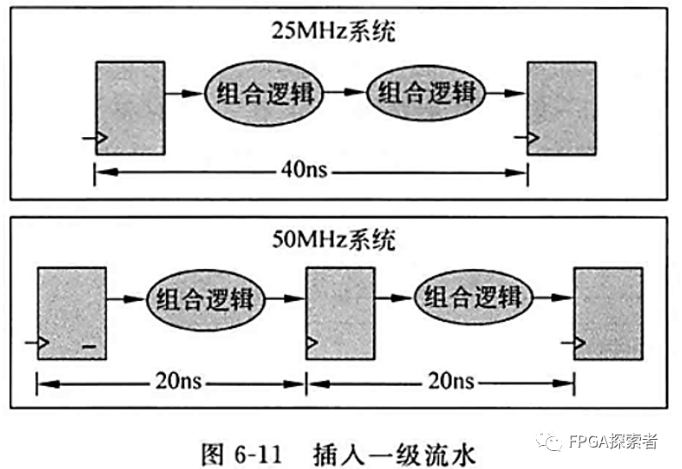 25MHz系统
组合逻辑
组合逻辑
40ns
50MHz系统
组合逻辑
组合逻辑
20ns
20ns
图 6-11 插入一级流水
FPGA探索者